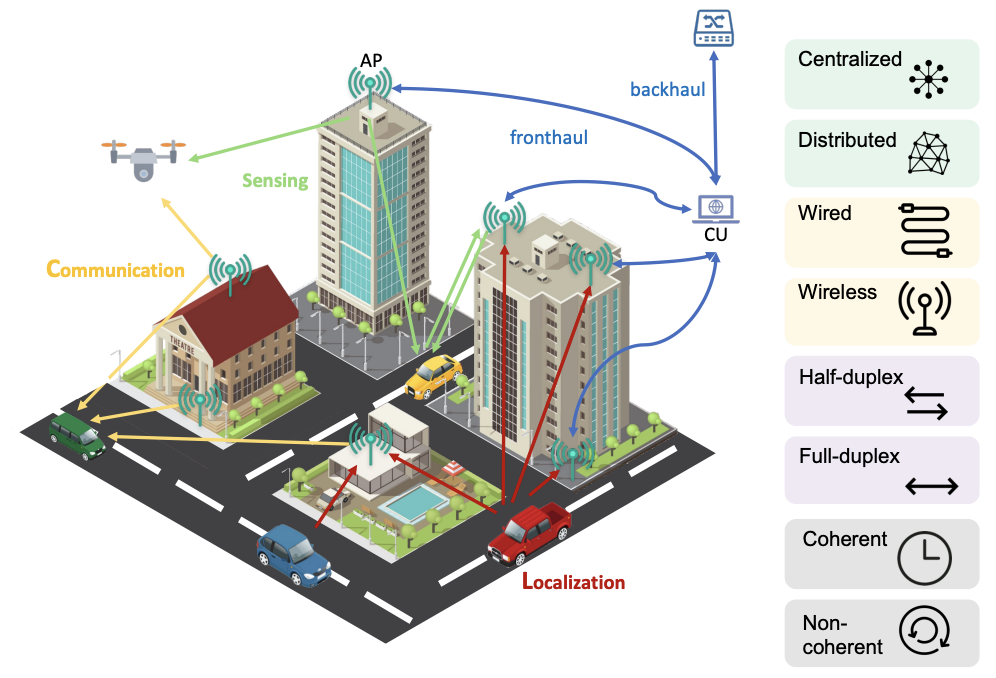 AP
backhaul
fronthaul
Sensing
CU
Communication
THEATRE
Localization
Centralized
Distributed
Wired
Wireless
Half-duplex
Full-duplex
Coherent
Non-
coherent